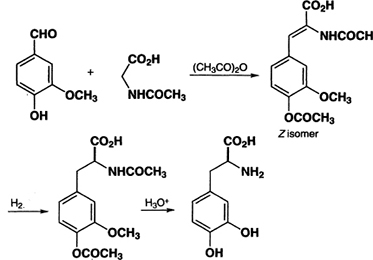 CHO
OCH₃
OH
+
CO₂H
NHCOCH₃
(CH₃CO)₂O
CO₂H
NHCOCH
OCH₃
OCOCH₃
Z isomer
H₂.
CO₂H
NHCOCH₃
OCH₃
OCOCH₃
H₃O⁺
CO₂H
NH₂
OH
OH